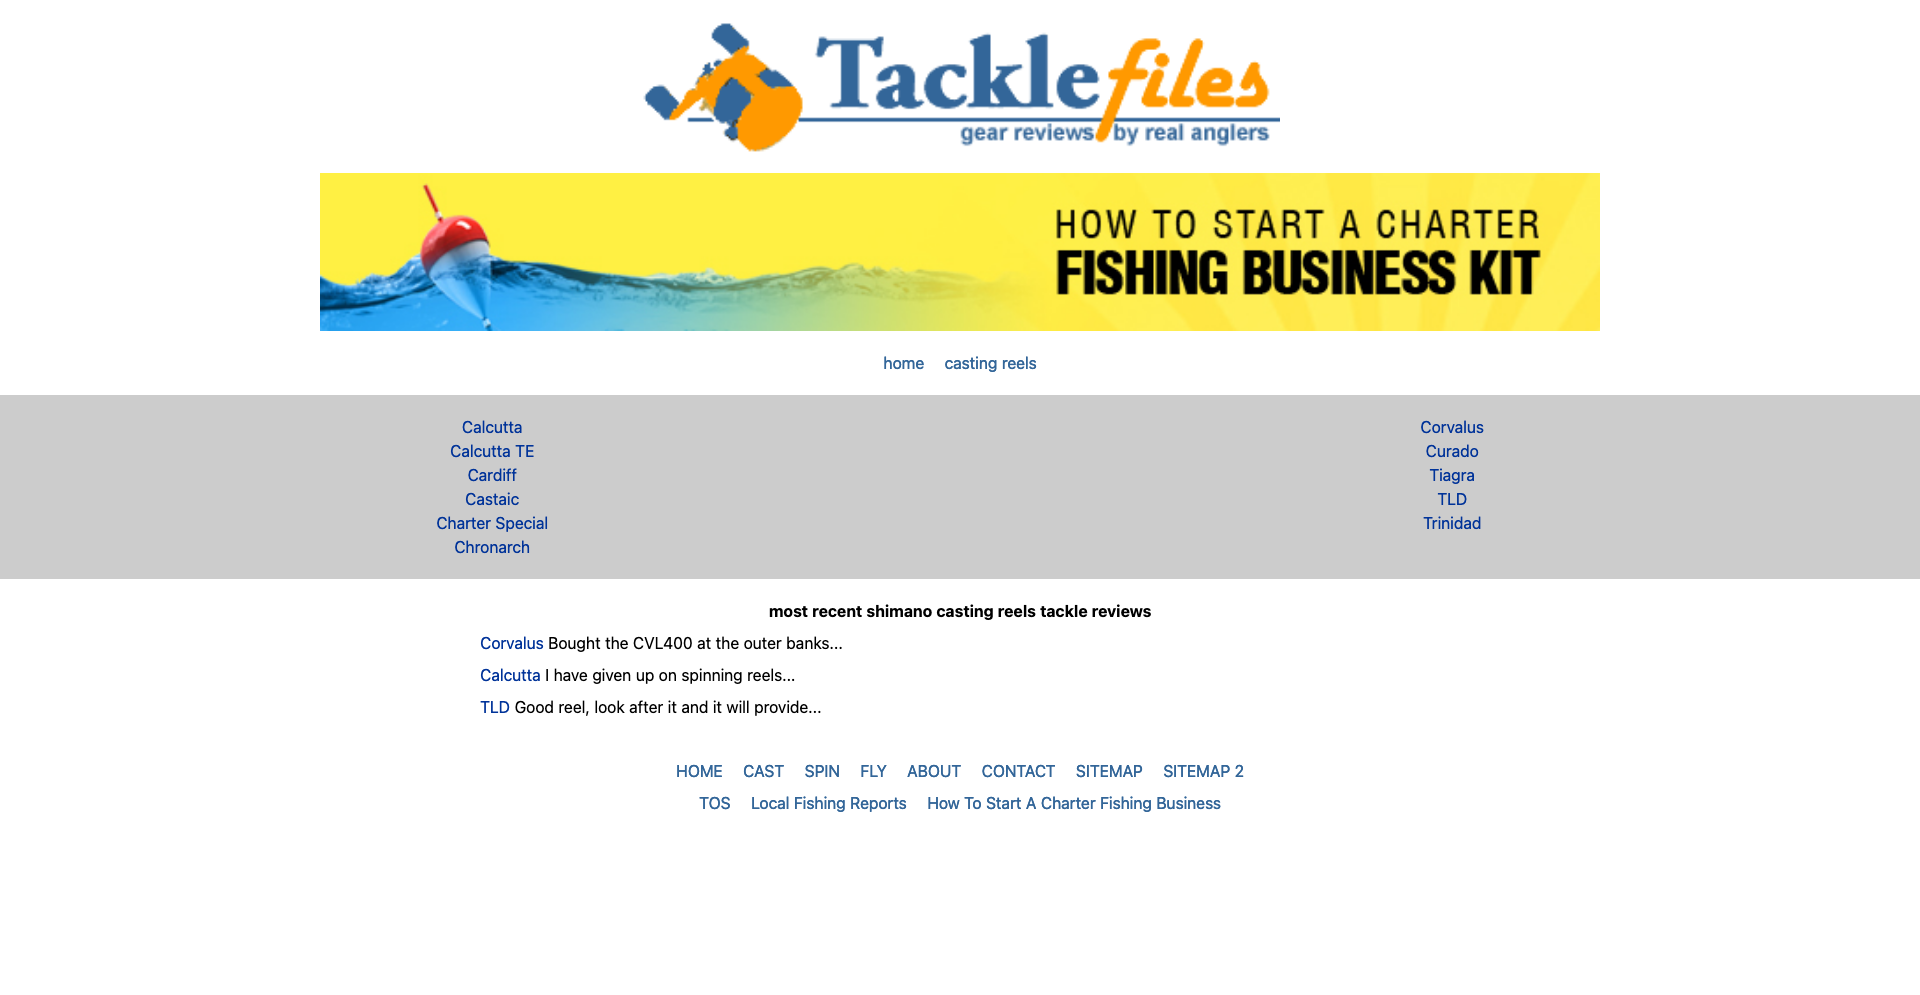 Tacklefiles
gear reviews by real anglers
HOW TO START A CHARTER
FISHING BUSINESS KIT
home casting reels
Calcutta
Calcutta TE
Cardiff
Castaic
Charter Special
Chronarch
Corvalus
Curado
Tiagra
TLD
Trinidad
most recent shimano casting reels tackle reviews
Corvalus Bought the CVL400 at the outer banks...
Calcutta I have given up on spinning reels...
TLD Good reel, look after it and it will provide...
HOME CAST SPIN FLY ABOUT CONTACT SITEMAP SITEMAP 2
TOS Local Fishing Reports How To Start A Charter Fishing Business